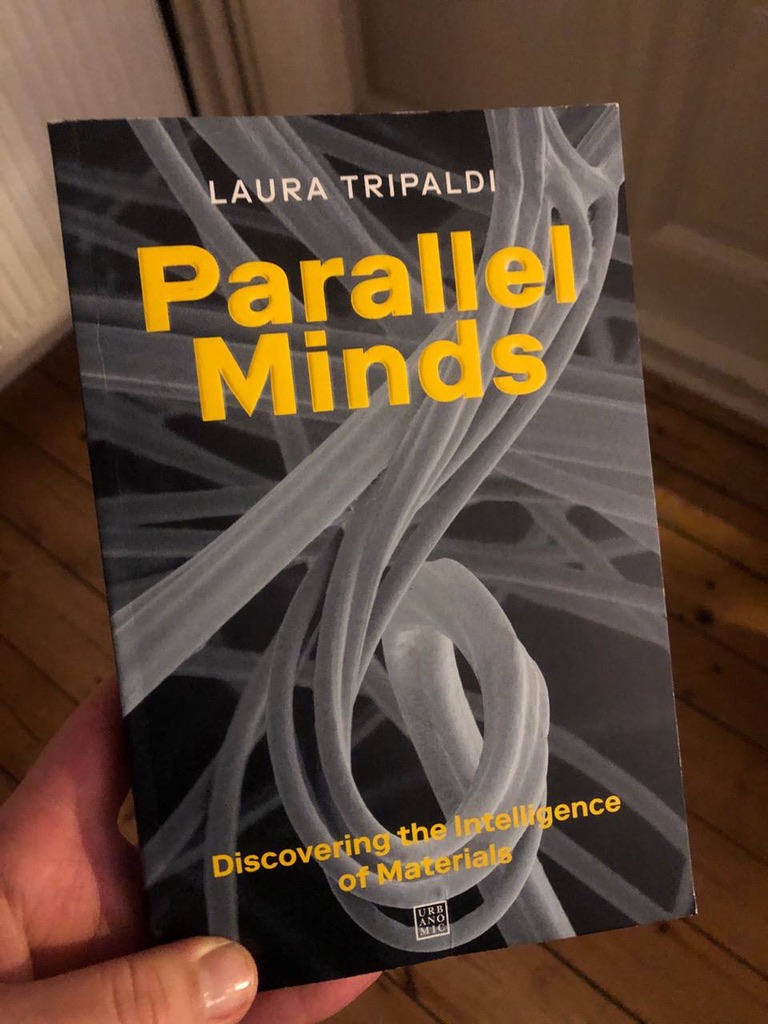 LAURA TRIPALDI
Parallel
Minds
Discovering the Intelligence
of Materials
URB
ANO
MIC